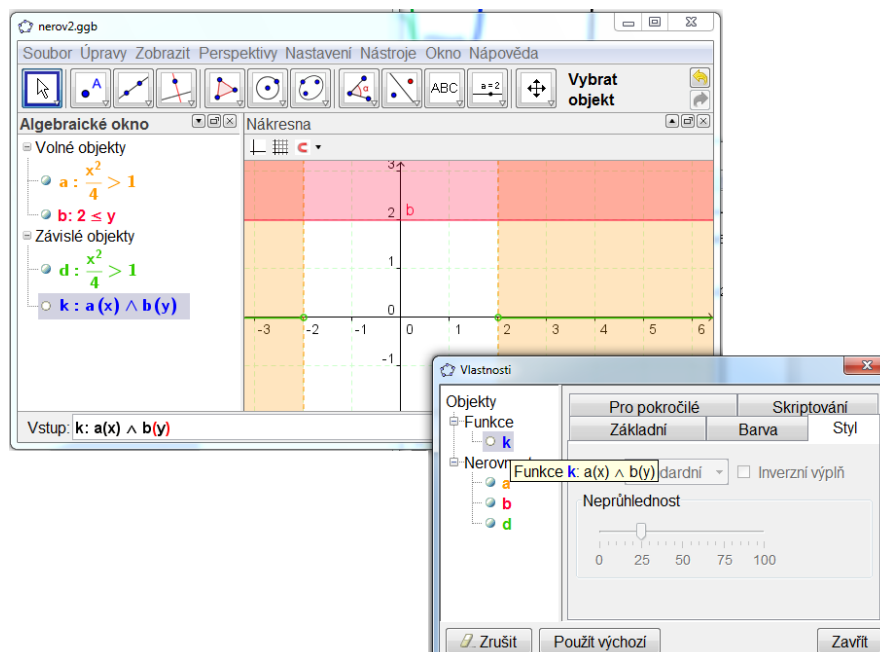 nerov2.ggb
Soubor Úpravy Zobrazit Perspektivy Nastavení Nástroje Okno Nápověda
A
α
ABC
a=2
Vybrat
objekt
Algebraické okno
Nákresna
Volné objekty
a : x²/4 > 1
b: 2 ≤ y
Závislé objekty
d : x²/4 > 1
k : a(x) ∧ b(y)
3
2
b
1
0
-3 -2 -1 0 1 2 3 4 5 6
-1
Vstup: k: a(x) ∧ b(y)
Vlastnosti
Objekty
Funkce
k
Funkce k: a(x) ∧ b(y)
a
b
d
Pro pokročilé Skriptování
Základní Barva Styl
Inverzní výplň
Neprůhlednost
0 25 50 75 100
Zrušit
Použít výchozí
Zavřít